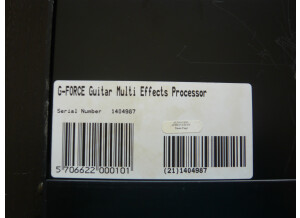 G-FORCE Guitar Multi Effects Processor
Serial Number 1404987
5 706622 000101
(21)1404987